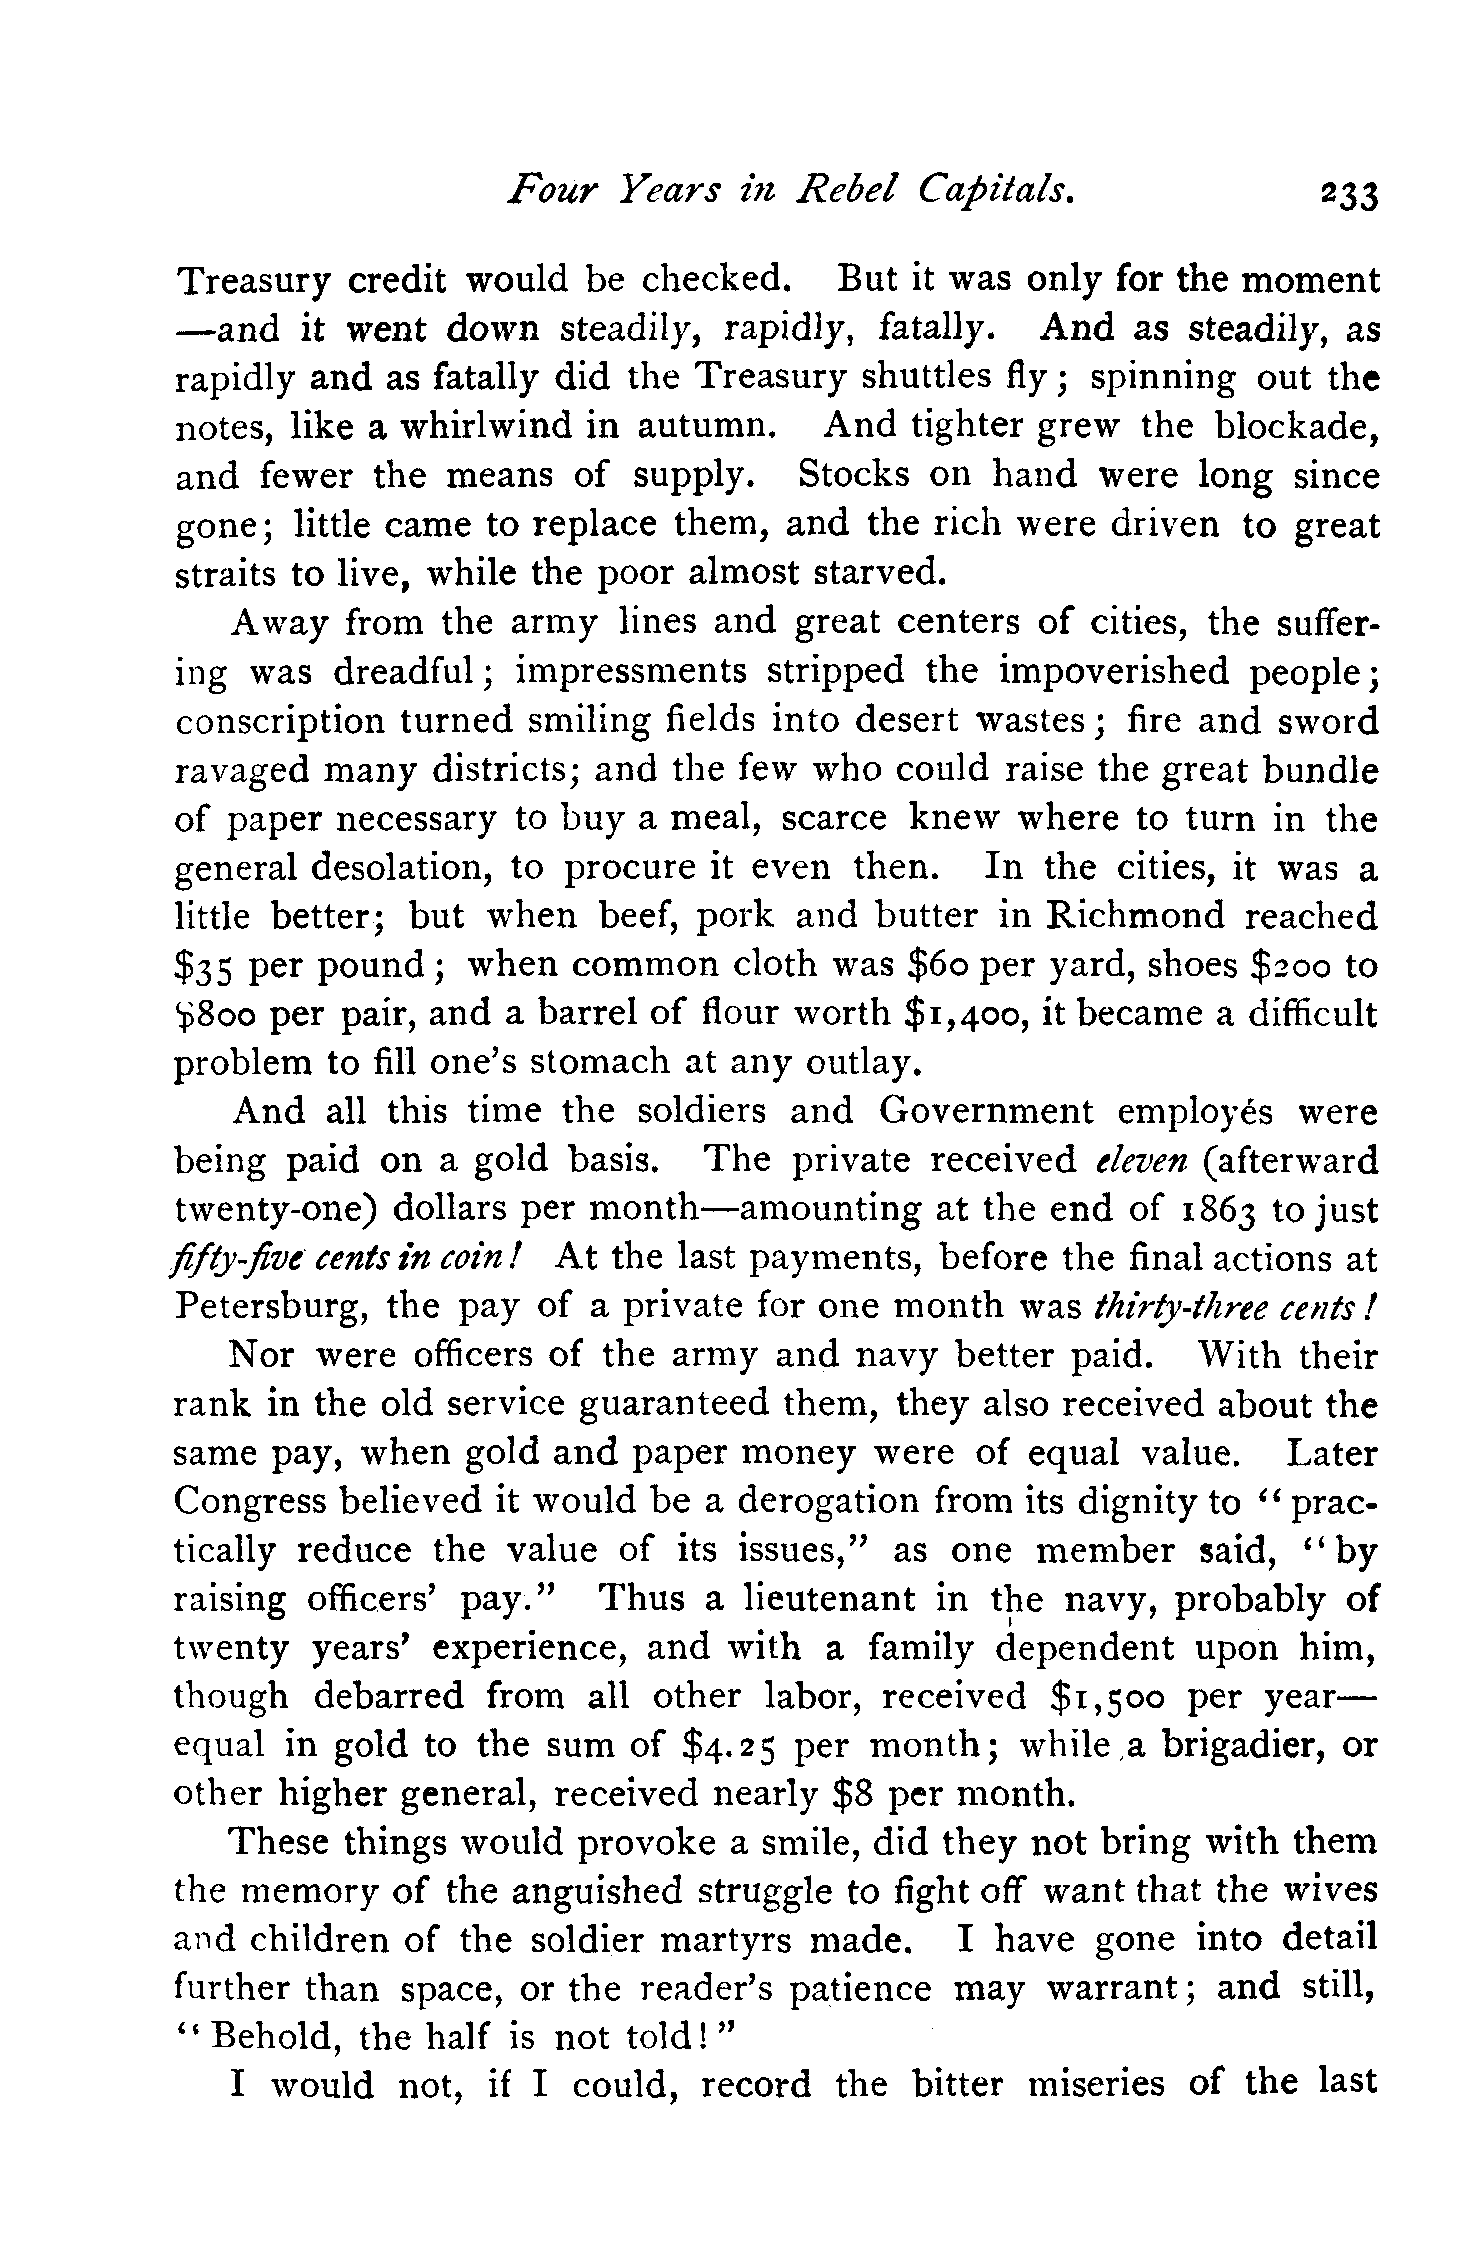 Four Years in Rebel Capitals. 233
Treasury credit would be checked. But it was only for the moment
—and it went down steadily, rapidly, fatally. And as steadily, as
rapidly and as fatally did the Treasury shuttles fly; spinning out the
notes, like a whirlwind in autumn. And tighter grew the blockade,
and fewer the means of supply. Stocks on hand were long since
gone; little came to replace them, and the rich were driven to great
straits to live, while the poor almost starved.
Away from the army lines and great centers of cities, the suffer-
ing was dreadful; impressments stripped the impoverished people;
conscription turned smiling fields into desert wastes; fire and sword
ravaged many districts; and the few who could raise the great bundle
of paper necessary to buy a meal, scarce knew where to turn in the
general desolation, to procure it even then. In the cities, it was a
little better; but when beef, pork and butter in Richmond reached
$35 per pound; when common cloth was $60 per yard, shoes $200 to
$800 per pair, and a barrel of flour worth $1,400, it became a difficult
problem to fill one's stomach at any outlay.
And all this time the soldiers and Government employés were
being paid on a gold basis. The private received eleven (afterward
twenty-one) dollars per month—amounting at the end of 1863 to just
fifty-five cents in coin! At the last payments, before the final actions at
Petersburg, the pay of a private for one month was thirty-three cents!
Nor were officers of the army and navy better paid. With their
rank in the old service guaranteed them, they also received about the
same pay, when gold and paper money were of equal value. Later
Congress believed it would be a derogation from its dignity to "prac-
tically reduce the value of its issues," as one member said, "by
raising officers' pay." Thus a lieutenant in the navy, probably of
twenty years' experience, and with a family dependent upon him,
though debarred from all other labor, received $1,500 per year—
equal in gold to the sum of $4.25 per month; while a brigadier, or
other higher general, received nearly $8 per month.
These things would provoke a smile, did they not bring with them
the memory of the anguished struggle to fight off want that the wives
and children of the soldier martyrs made. I have gone into detail
further than space, or the reader's patience may warrant; and still,
"Behold, the half is not told!"
I would not, if I could, record the bitter miseries of the last